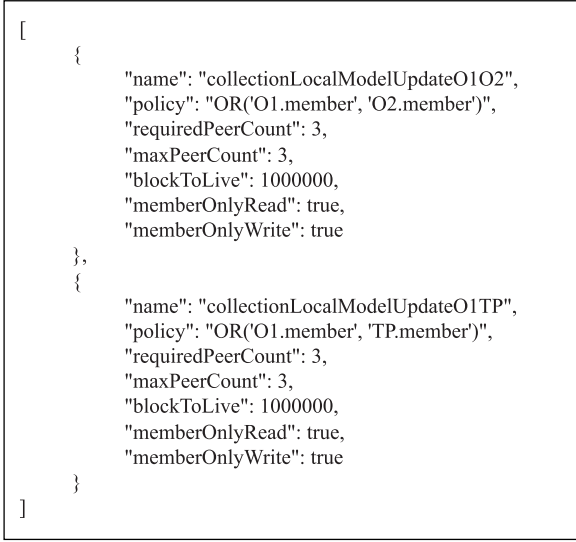 [
{
"name": "collectionLocalModelUpdateO1O2",
"policy": "OR('O1.member', 'O2.member')",
"requiredPeerCount": 3,
"maxPeerCount": 3,
"blockToLive": 1000000,
"memberOnlyRead": true,
"memberOnlyWrite": true
},
{
"name": "collectionLocalModelUpdateO1TP",
"policy": "OR('O1.member', 'TP.member')",
"requiredPeerCount": 3,
"maxPeerCount": 3,
"blockToLive": 1000000,
"memberOnlyRead": true,
"memberOnlyWrite": true
}
]